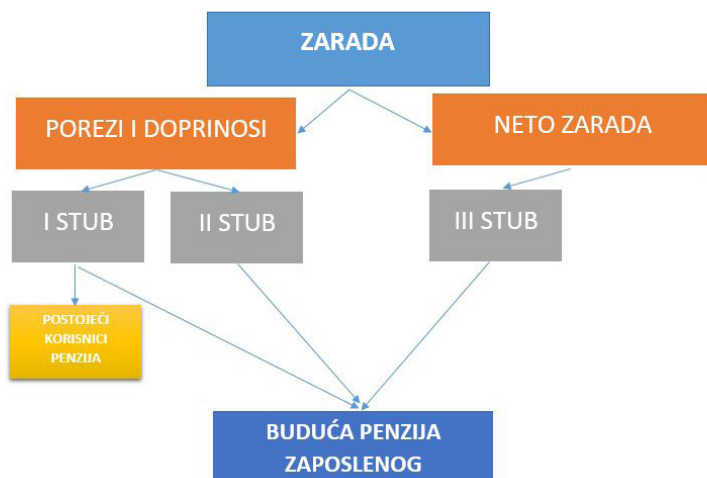 ZARADA
POREZI I DOPRINOSI
NETO ZARADA
I STUB
II STUB
III STUB
POSTOJEĆI
KORISNICI
PENZIJA
BUDUĆA PENZIJA
ZAPOSLENOG